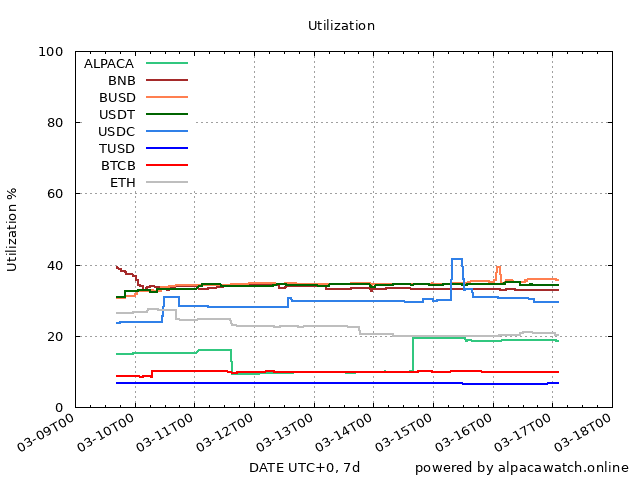 Utilization
100
80
60
40
20
0
Utilization %
ALPACA
BNB
BUSD
USDT
USDC
TUSD
BTCB
ETH
03-09T00
03-10T00
03-11T00
03-12T00
03-13T00
03-14T00
03-15T00
03-16T00
03-17T00
03-18T00
DATE UTC+0, 7d
powered by alpacawatch.online